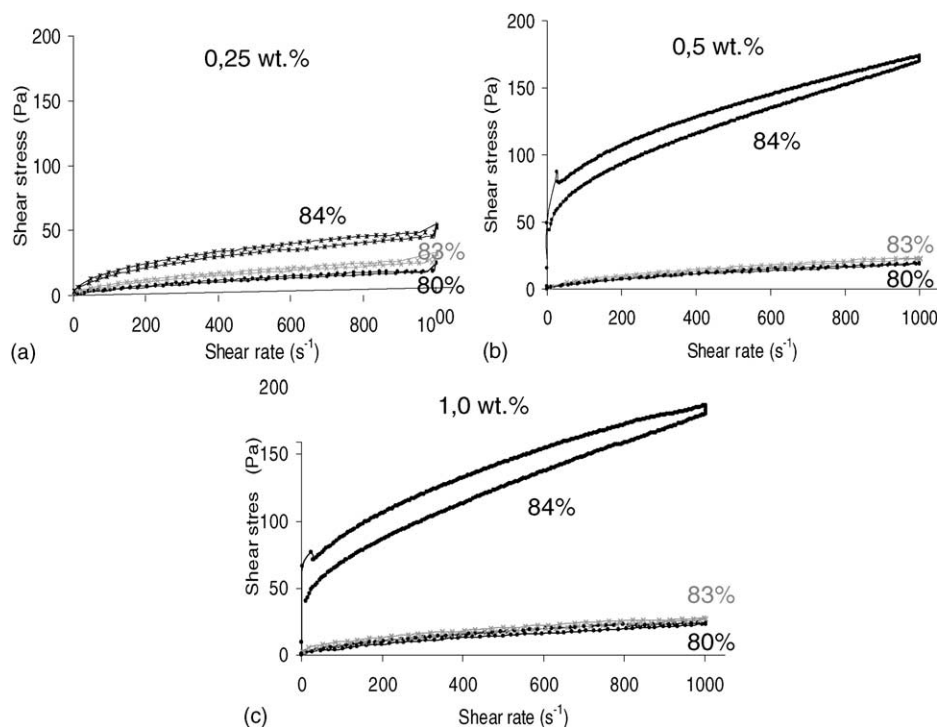 200
0,25 wt.%
150
100
50
0
84%
83%
80%
0 200 400 600 800 1000
Shear stress (Pa)
Shear rate (s⁻¹)
(a)
200
0,5 wt.%
150
100
50
0
84%
83%
80%
0 200 400 600 800 1000
Shear stress (Pa)
Shear rate (s⁻¹)
(b)
200
1,0 wt.%
150
100
50
0
84%
83%
80%
0 200 400 600 800 1000
Shear stres (Pa)
Shear rate (s⁻¹)
(c)